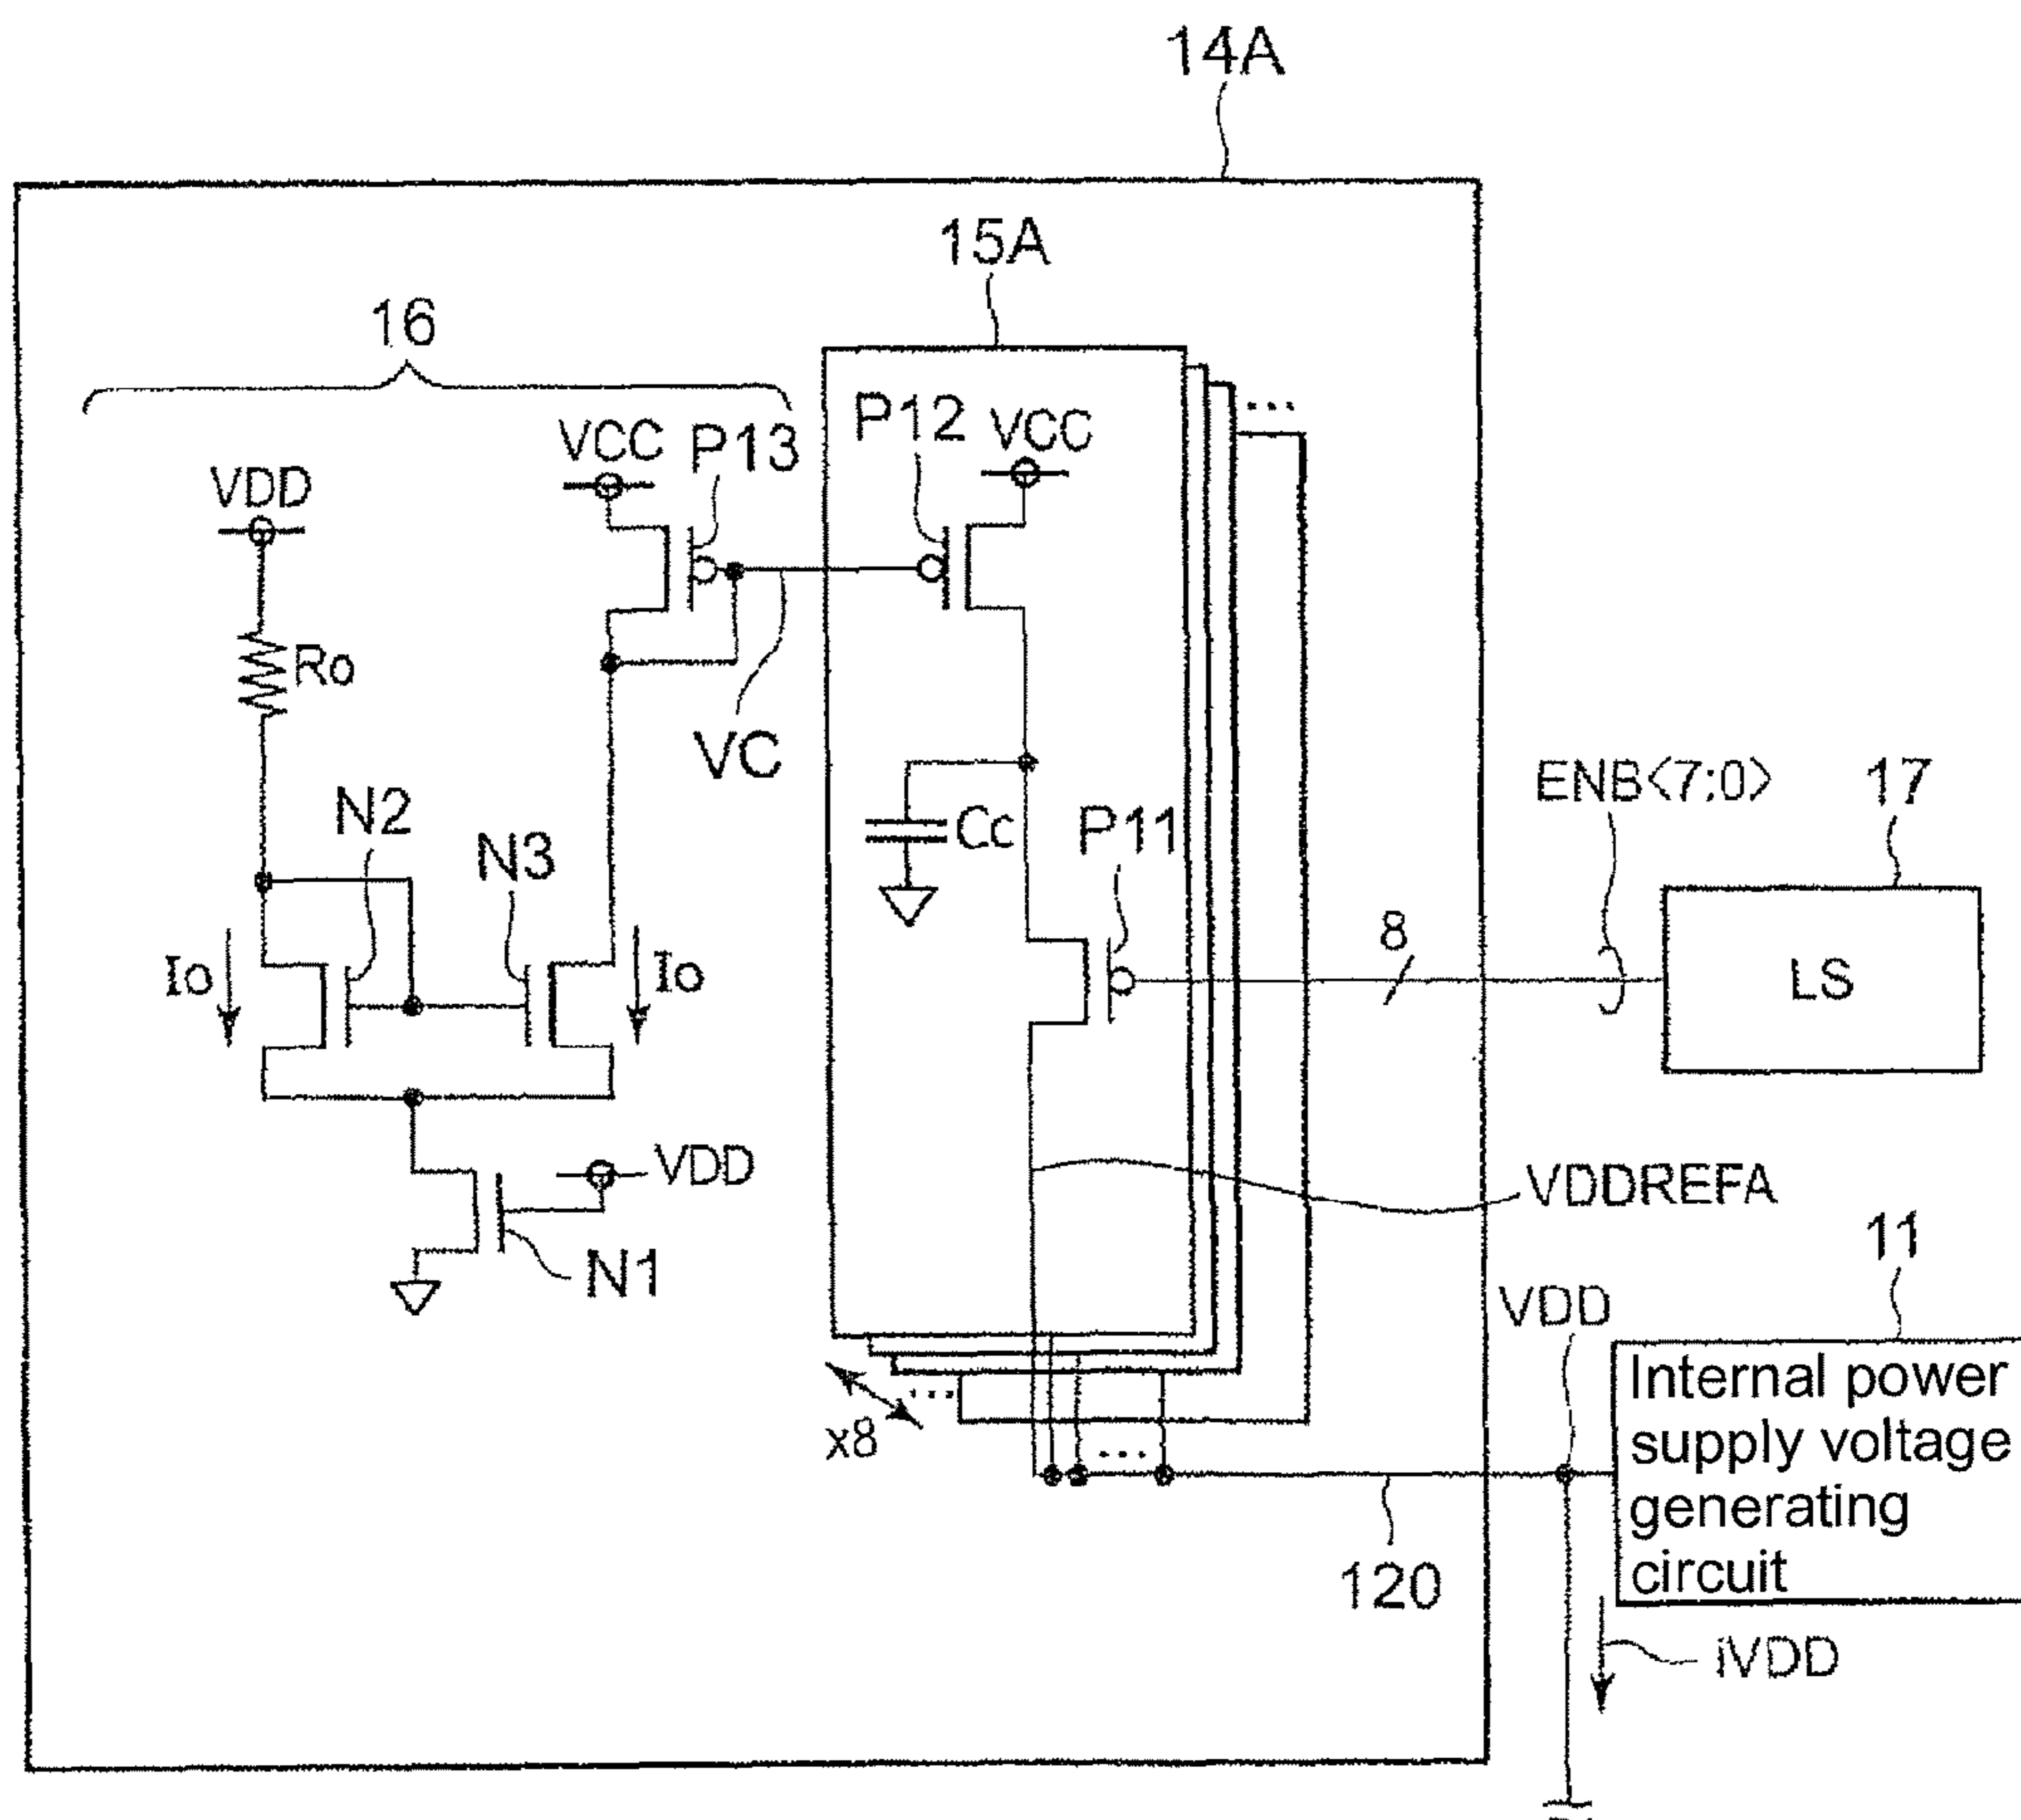 14A
15A
16
P12
VCC
...
VCC
P13
VDD
Ro
VC
ENB<7;0>
17
N2
N3
Cc
P11
8
Io
Io
LS
VDD
N1
VDDREFA
11
VDD
Internal power
supply voltage
generating
circuit
...
x8
...
120
iVDD